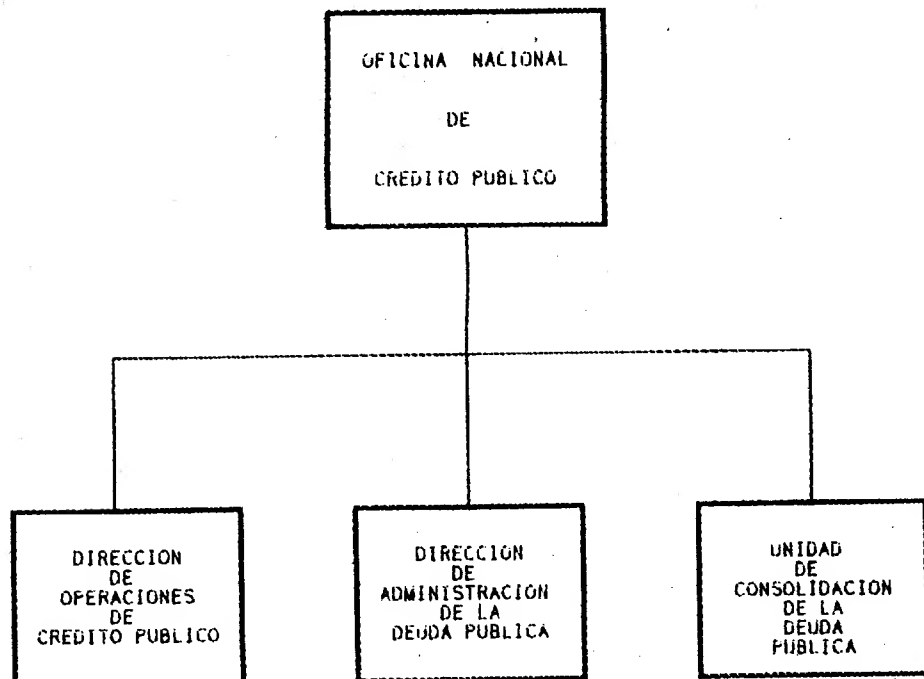 OFICINA NACIONAL
DE
CREDITO PUBLICO
DIRECCION
DE
OPERACIONES
DE
CREDITO PUBLICO
DIRECCION
DE
ADMINISTRACION
DE LA
DEUDA PUBLICA
UNIDAD
DE
CONSOLIDACION
DE LA
DEUDA
PUBLICA